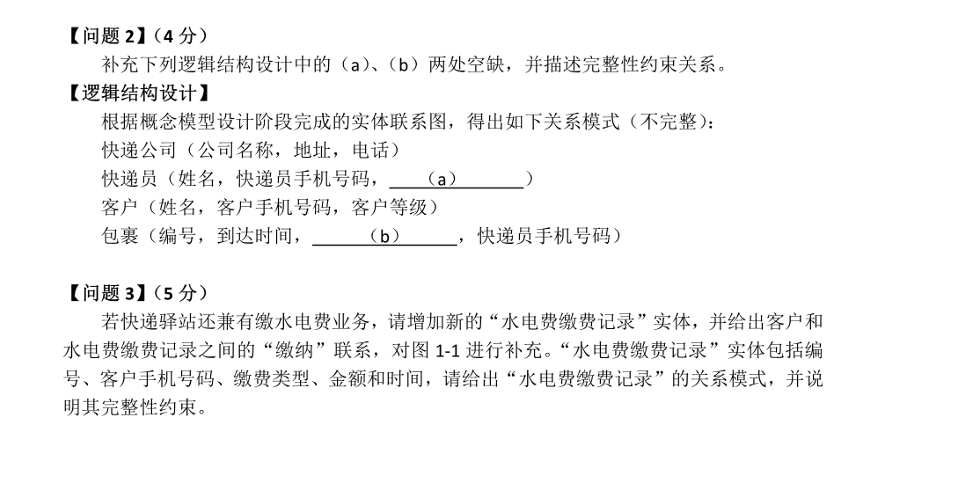 【问题 2】（4 分）
补充下列逻辑结构设计中的（a）、（b）两处空缺，并描述完整性约束关系。
【逻辑结构设计】
根据概念模型设计阶段完成的实体联系图，得出如下关系模式（不完整）：
快递公司（公司名称，地址，电话）
快递员（姓名，快递员手机号码，____（a）_______）
客户（姓名，客户手机号码，客户等级）
包裹（编号，到达时间，______（b）_____，快递员手机号码）
【问题 3】（5 分）
若快递驿站还兼有缴水电费业务，请增加新的“水电费缴费记录”实体，并给出客户和
水电费缴费记录之间的“缴纳”联系，对图 1-1 进行补充。“水电费缴费记录”实体包括编
号、客户手机号码、缴费类型、金额和时间，请给出“水电费缴费记录”的关系模式，并说
明其完整性约束。